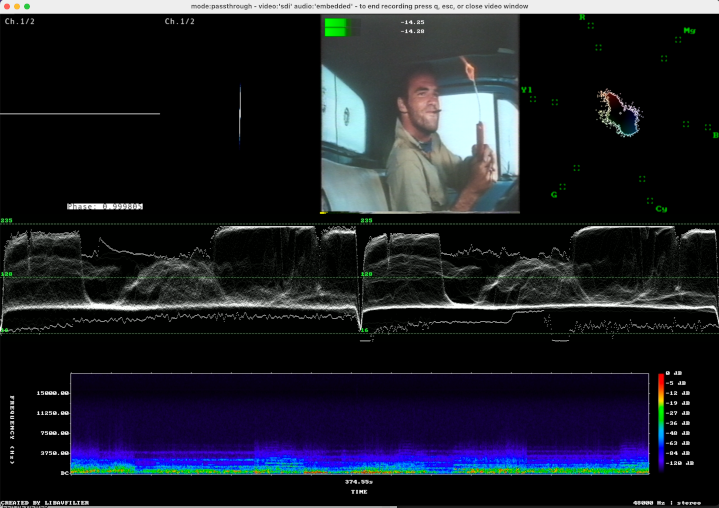 mode:passthrough - video:'sdi' audio:'embedded' - to end recording press q, esc, or close video window
Ch.1/2
Ch.1/2
-14.25
-14.28
R
My
Yl
B
G
Cy
Phase: 0.99980
235
235
128
128
16
16
0 dB
-5 dB
-12 dB
-19 dB
-27 dB
-36 dB
-48 dB
-63 dB
-84 dB
-120 dB
15000.00
11250.00
7500.00
3750.00
DC
FREQUENCY (Hz)
374.55s
TIME
CREATED BY LIBAVFILTER
48000 Hz | stereo